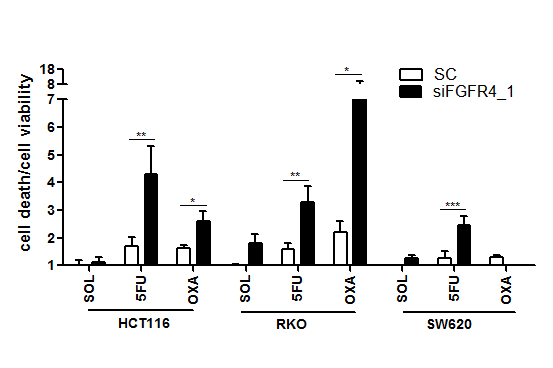 cell death/cell viability
18
8
7
6
5
4
3
2
1
SC
siFGFR4_1
**
*
**
*
***
SOL
5FU
OXA
SOL
5FU
OXA
SOL
5FU
OXA
HCT116
RKO
SW620